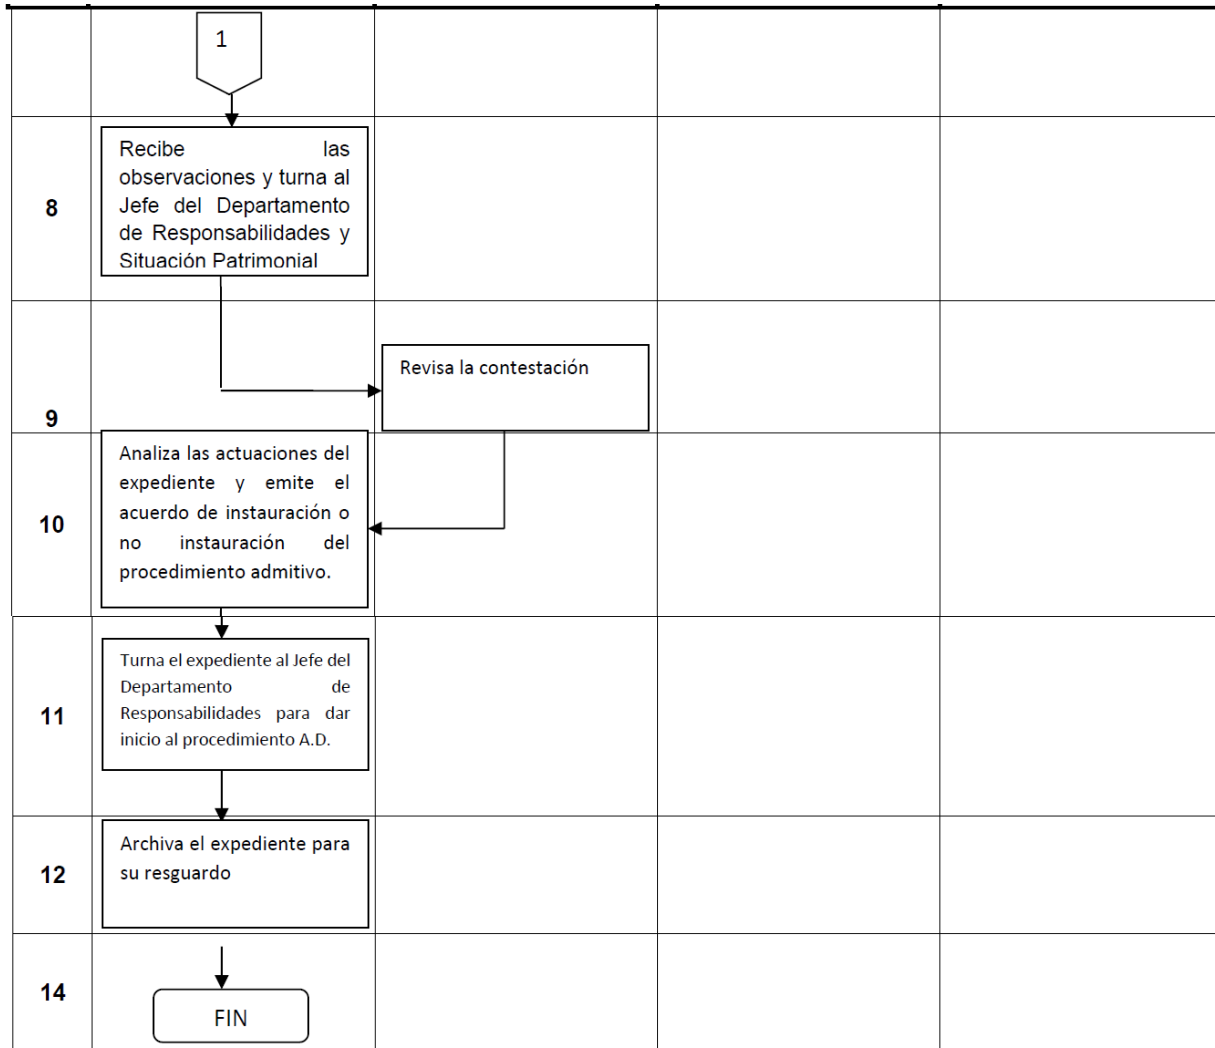 1
8
Recibe las
observaciones y turna al
Jefe del Departamento
de Responsabilidades y
Situación Patrimonial
9
Revisa la contestación
10
Analiza las actuaciones del
expediente y emite el
acuerdo de instauración o
no instauración del
procedimiento admitivo.
11
Turna el expediente al Jefe del
Departamento de
Responsabilidades para dar
inicio al procedimiento A.D.
12
Archiva el expediente para
su resguardo
14
FIN